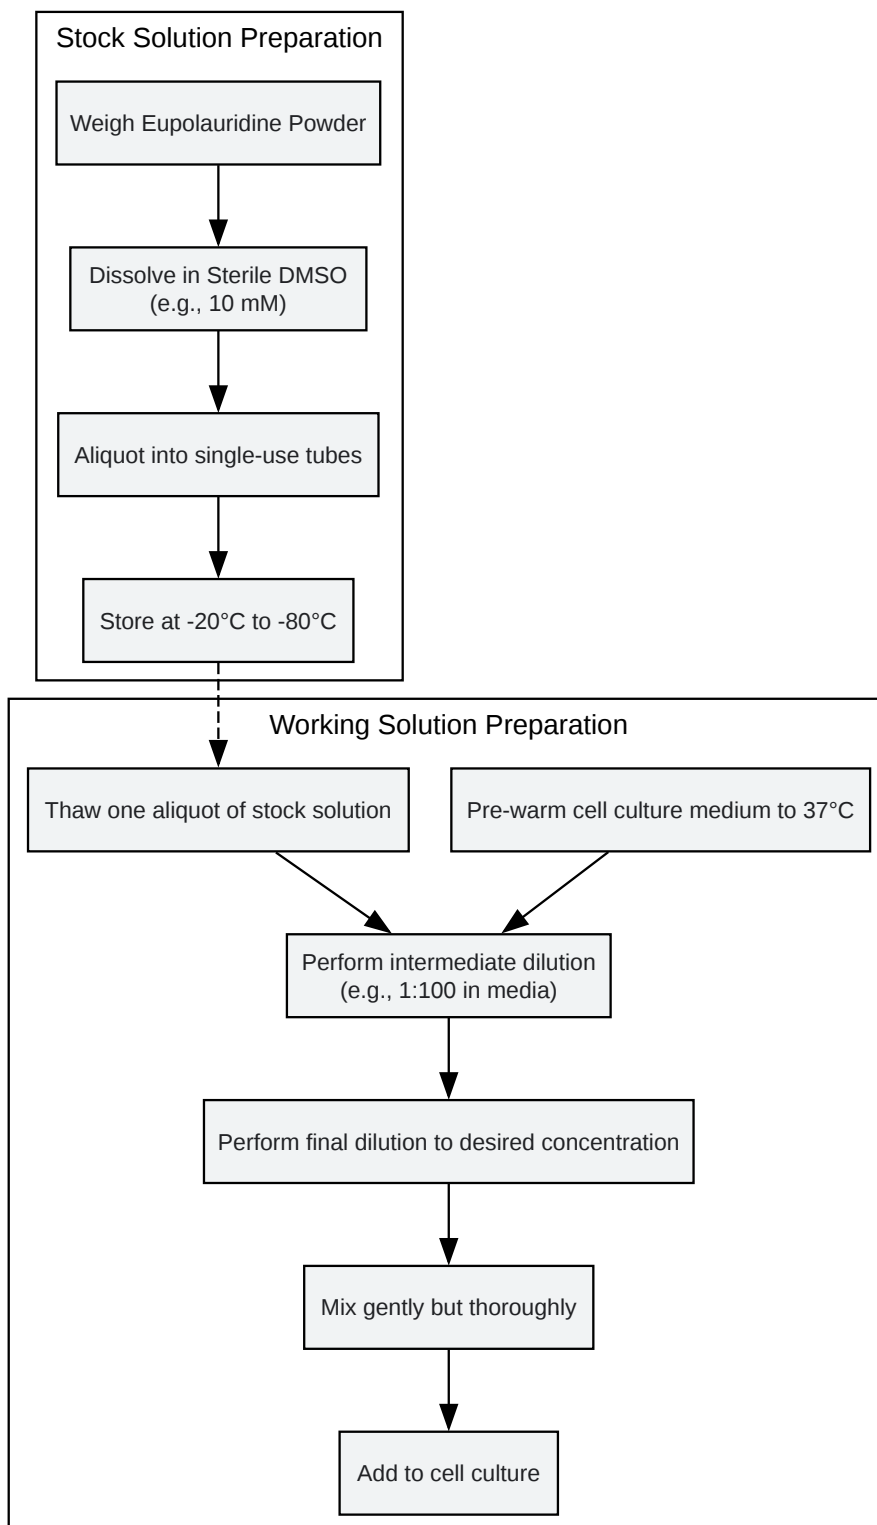 Stock Solution Preparation
Weigh Eupolauridine Powder
Dissolve in Sterile DMSO
(e.g., 10 mM)
Aliquot into single-use tubes
Store at -20°C to -80°C
Working Solution Preparation
Thaw one aliquot of stock solution
Pre-warm cell culture medium to 37°C
Perform intermediate dilution
(e.g., 1:100 in media)
Perform final dilution to desired concentration
Mix gently but thoroughly
Add to cell culture